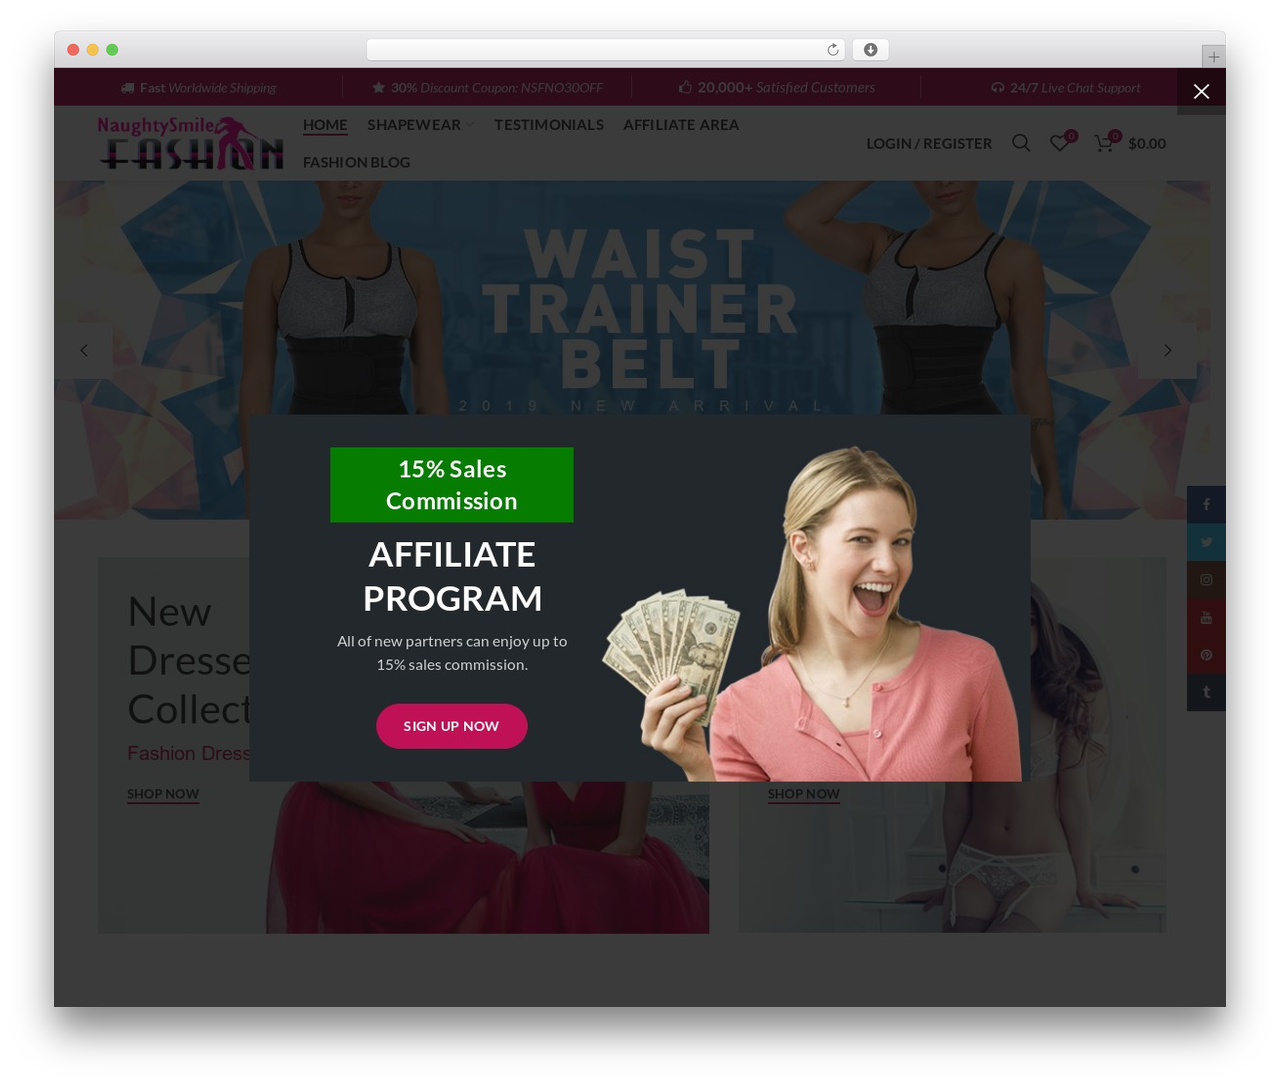 Fast Worldwide Shipping
30% Discount Coupon: NSFNO30OFF
20,000+ Satisfied Customers
24/7 Live Chat Support
NaughtySmile
FASHION
HOME
SHAPEWEAR
TESTIMONIALS
AFFILIATE AREA
FASHION BLOG
LOGIN / REGISTER
0
0
$0.00
WAIST
TRAINER
BELT
2019 NEW ARRIVAL
15% Sales
Commission
AFFILIATE
PROGRAM
All of new partners can enjoy up to
15% sales commission.
SIGN UP NOW
New
Dresse
Collect
Fashion Dress
SHOP NOW
SHOP NOW